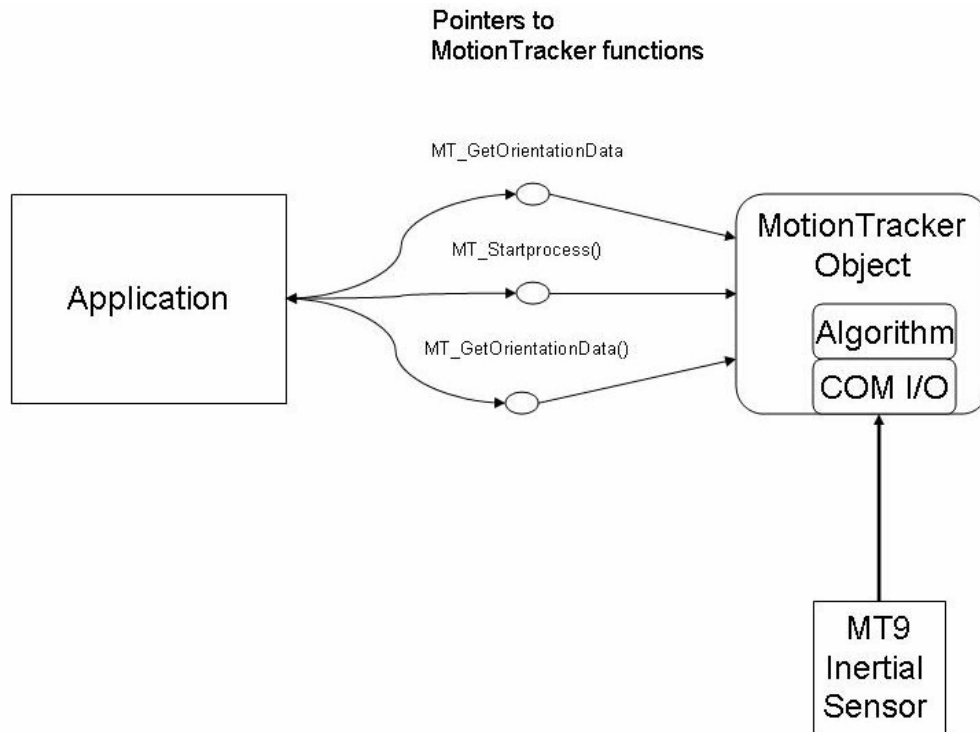 Pointers to
MotionTracker functions
MT_GetOrientationData
MT_Startprocess()
MT_GetOrientationData()
Application
MotionTracker
Object
Algorithm
COM I/O
MT9
Inertial
Sensor